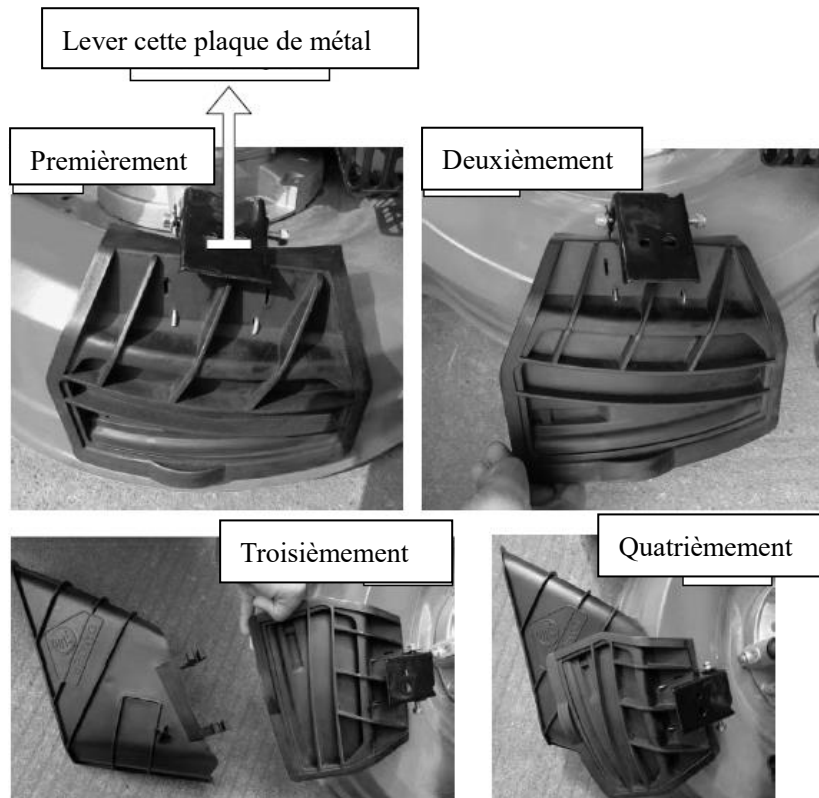 Lever cette plaque de métal
Premièrement
Deuxièmement
Troisièmement
Quatrièmement